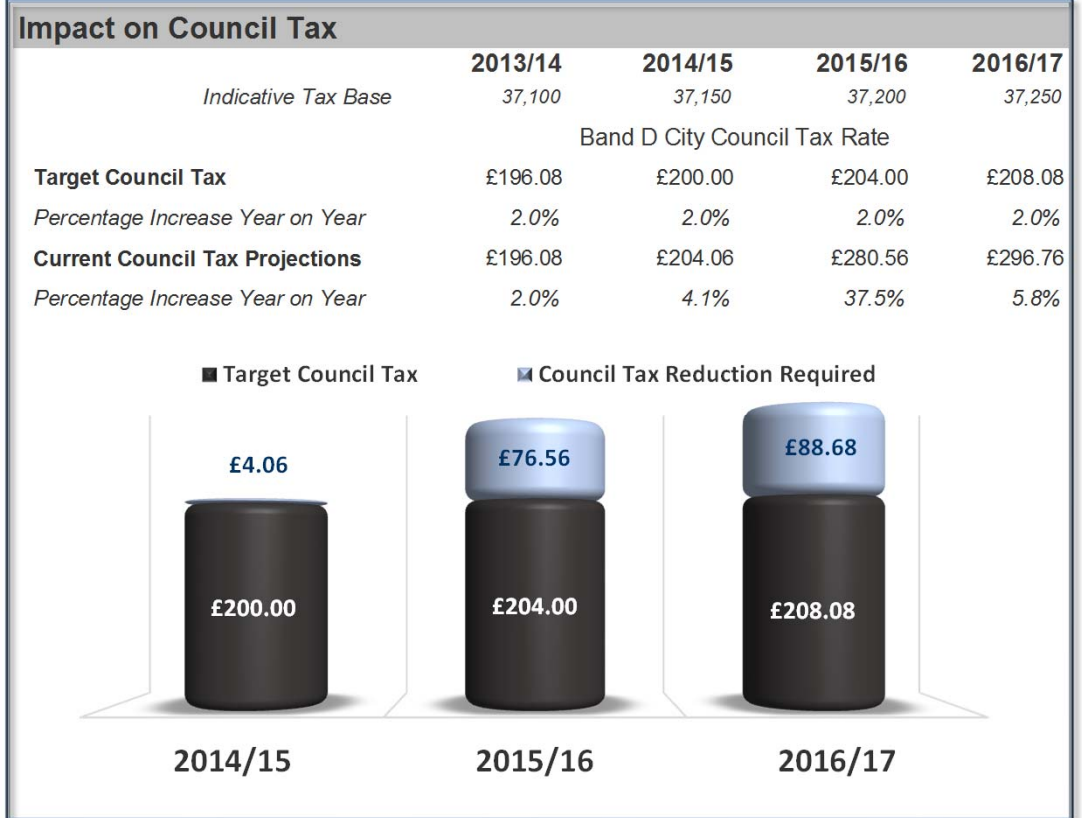 Impact on Council Tax
2013/14 2014/15 2015/16 2016/17
Indicative Tax Base 37,100 37,150 37,200 37,250
Band D City Council Tax Rate
Target Council Tax £196.08 £200.00 £204.00 £208.08
Percentage Increase Year on Year 2.0% 2.0% 2.0% 2.0%
Current Council Tax Projections £196.08 £204.06 £280.56 £296.76
Percentage Increase Year on Year 2.0% 4.1% 37.5% 5.8%
Target Council Tax Council Tax Reduction Required
£4.06 £76.56 £88.68
£200.00 £204.00 £208.08
2014/15 2015/16 2016/17